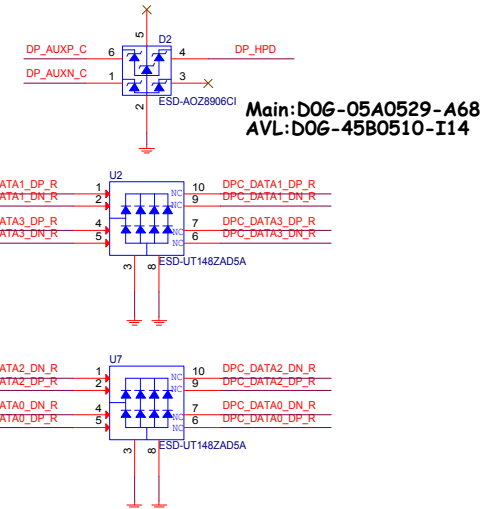 5
D2
DP_AUXP_C 6 4 DP_HPD
DP_AUXN_C 1 3
2
ESD-AOZ8906CI
Main:D0G-05A0529-A68
AVL:D0G-45B0510-I14
U2
ATA1_DP_R 1 NC 10 DPC_DATA1_DP_R
ATA1_DN_R 2 NC 9 DPC_DATA1_DN_R
ATA3_DP_R 4 NC 7 DPC_DATA3_DP_R
ATA3_DN_R 5 NC 6 DPC_DATA3_DN_R
ESD-UT148ZAD5A
3 8
U7
ATA2_DN_R 1 NC 10 DPC_DATA2_DN_R
ATA2_DP_R 2 NC 9 DPC_DATA2_DP_R
ATA0_DN_R 4 NC 7 DPC_DATA0_DN_R
ATA0_DP_R 5 NC 6 DPC_DATA0_DP_R
ESD-UT148ZAD5A
3 8